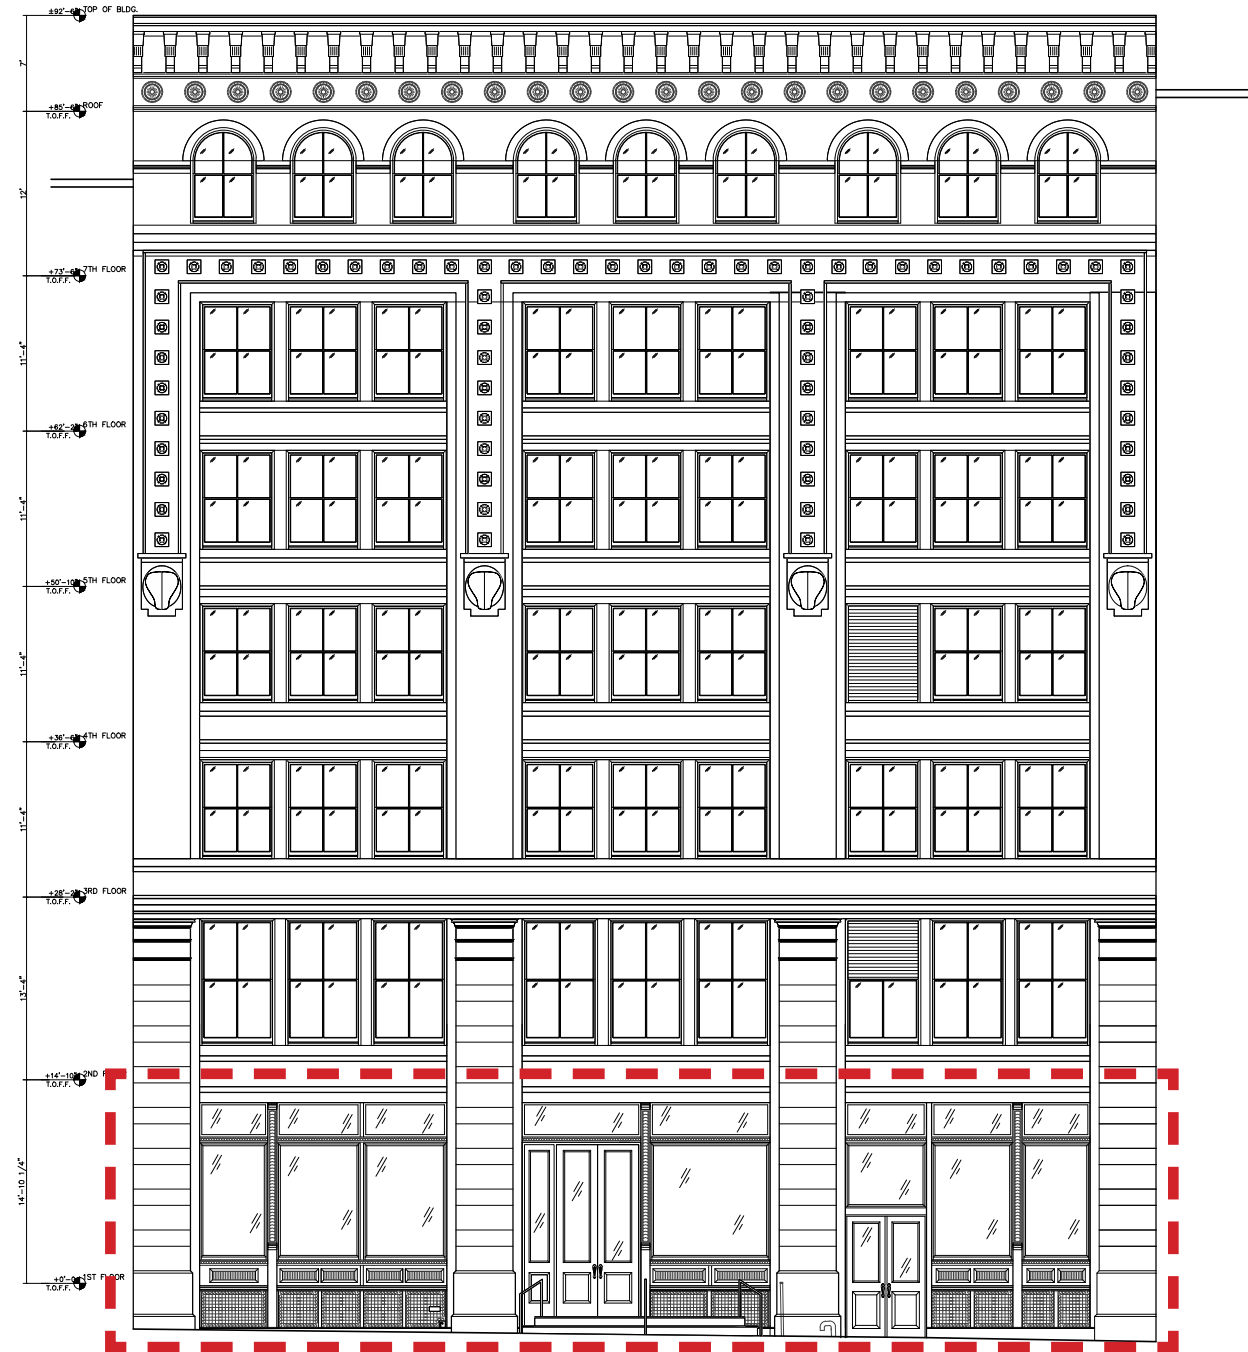 ±92'-6" TOP OF BLDG.
7'
+85'-6" ROOF
T.O.F.F.
12'
+73'-6" 7TH FLOOR
T.O.F.F.
11'-4"
+62'-2" 6TH FLOOR
T.O.F.F.
11'-4"
+50'-10" 5TH FLOOR
T.O.F.F.
11'-4"
+36'-6" 4TH FLOOR
T.O.F.F.
11'-4"
+28'-2" 3RD FLOOR
T.O.F.F.
13'-4"
+14'-10" 2ND
T.O.F.F.
14'-10 1/4"
+0'-0" 1ST FLOOR
T.O.F.F.